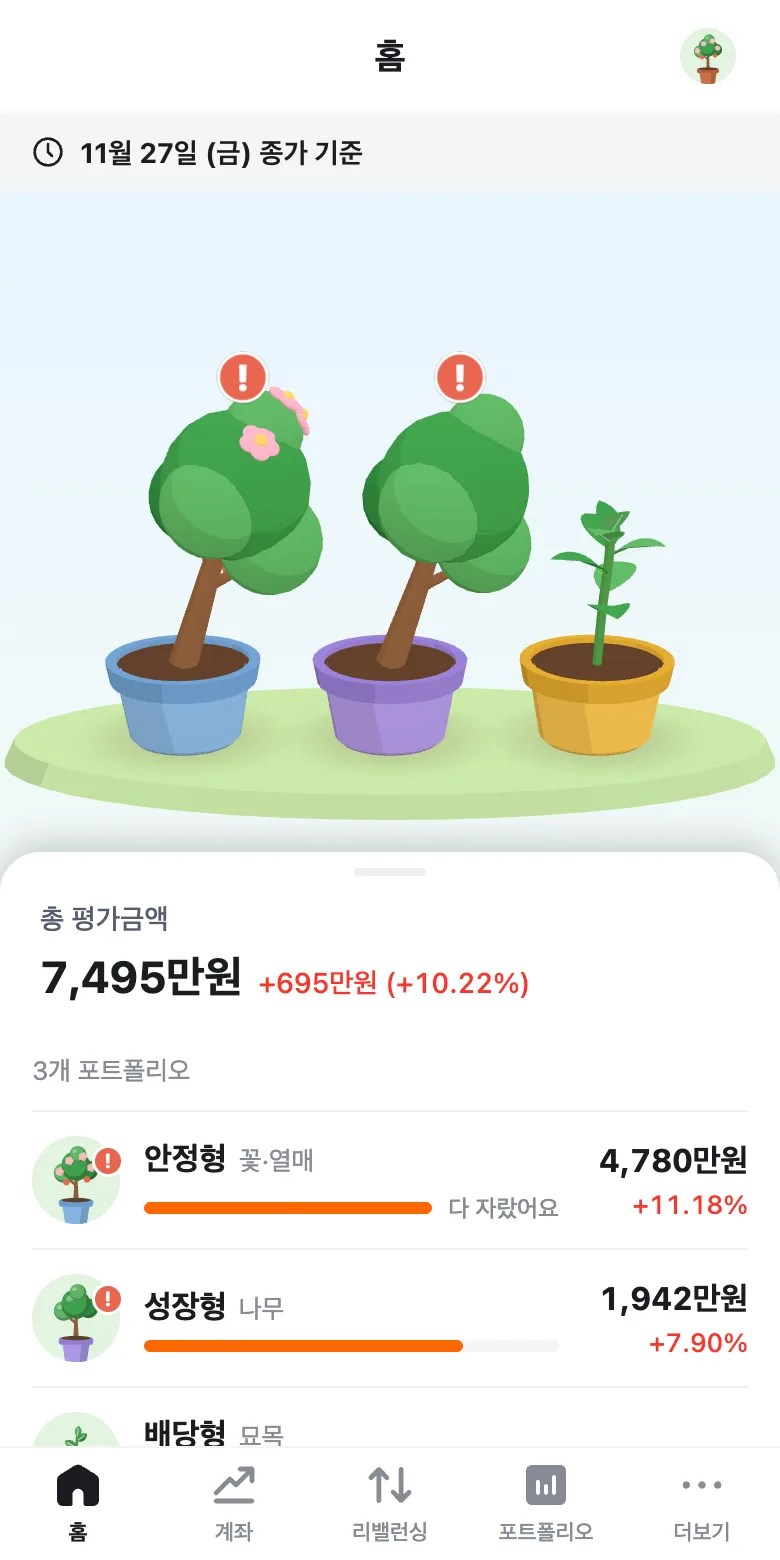 홈
11월 27일 (금) 종가 기준
총 평가금액
7,495만원 +695만원 (+10.22%)
3개 포트폴리오
안정형 꽃·열매
4,780만원
다 자랐어요
+11.18%
성장형 나무
1,942만원
+7.90%
배당형 묘목
홈
계좌
리밸런싱
포트폴리오
더보기